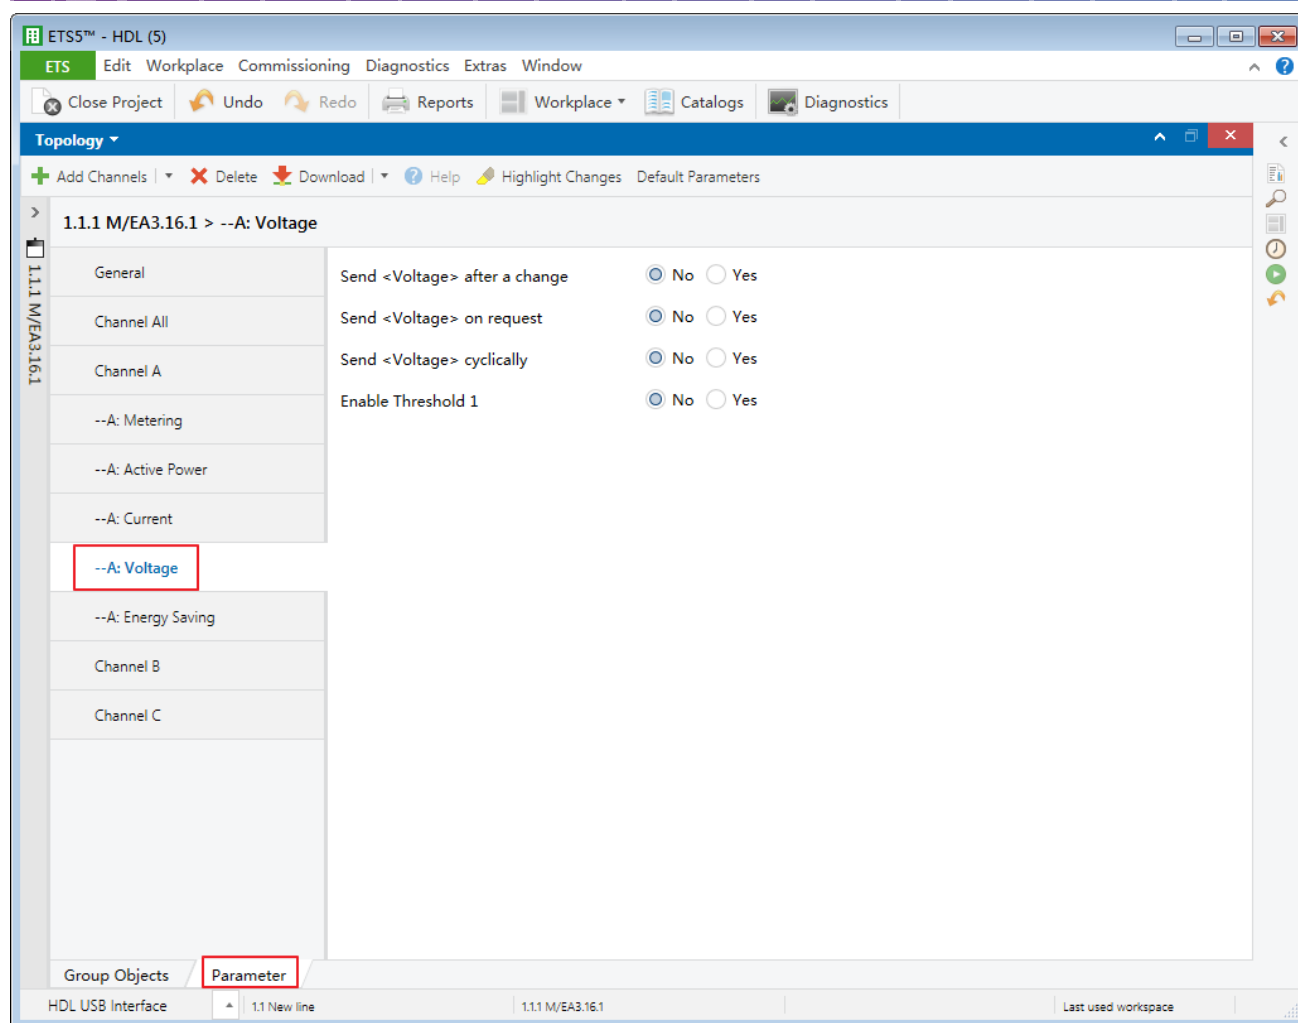 ETS5™ - HDL (5)
ETS Edit Workplace Commissioning Diagnostics Extras Window
Close Project Undo Redo Reports Workplace Catalogs Diagnostics
Topology
Add Channels Delete Download Help Highlight Changes Default Parameters
1.1.1 M/EA3.16.1 > --A: Voltage
1.1.1 M/EA3.16.1
General
Channel All
Channel A
--A: Metering
--A: Active Power
--A: Current
--A: Voltage
--A: Energy Saving
Channel B
Channel C
Send <Voltage> after a change No Yes
Send <Voltage> on request No Yes
Send <Voltage> cyclically No Yes
Enable Threshold 1 No Yes
Group Objects Parameter
HDL USB Interface 1.1 New line 1.1.1 M/EA3.16.1 Last used workspace